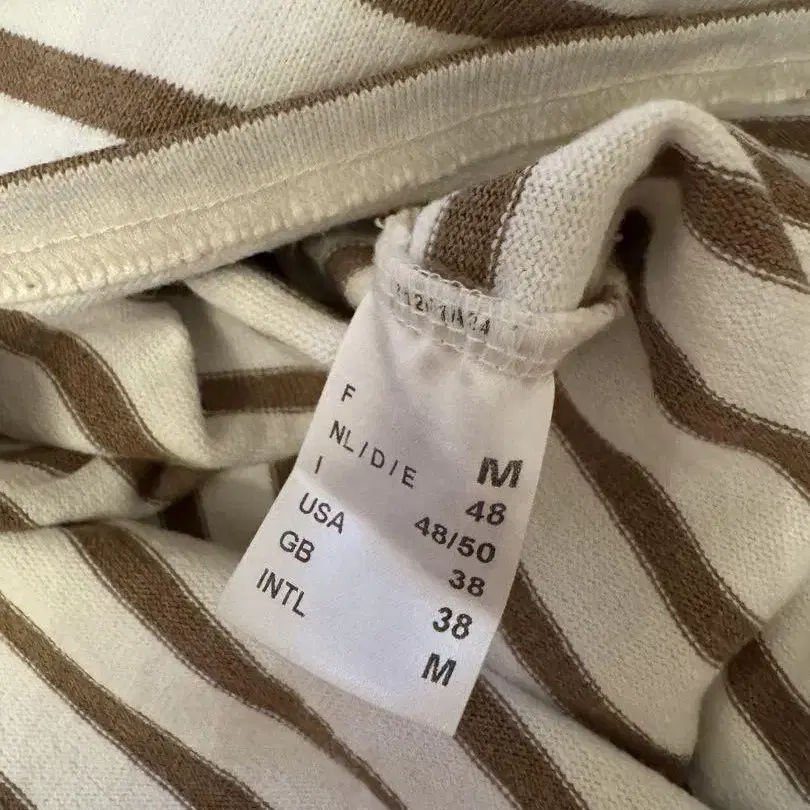 F M
NL/D/E 48
I 48/50
USA 38
GB 38
INTL M